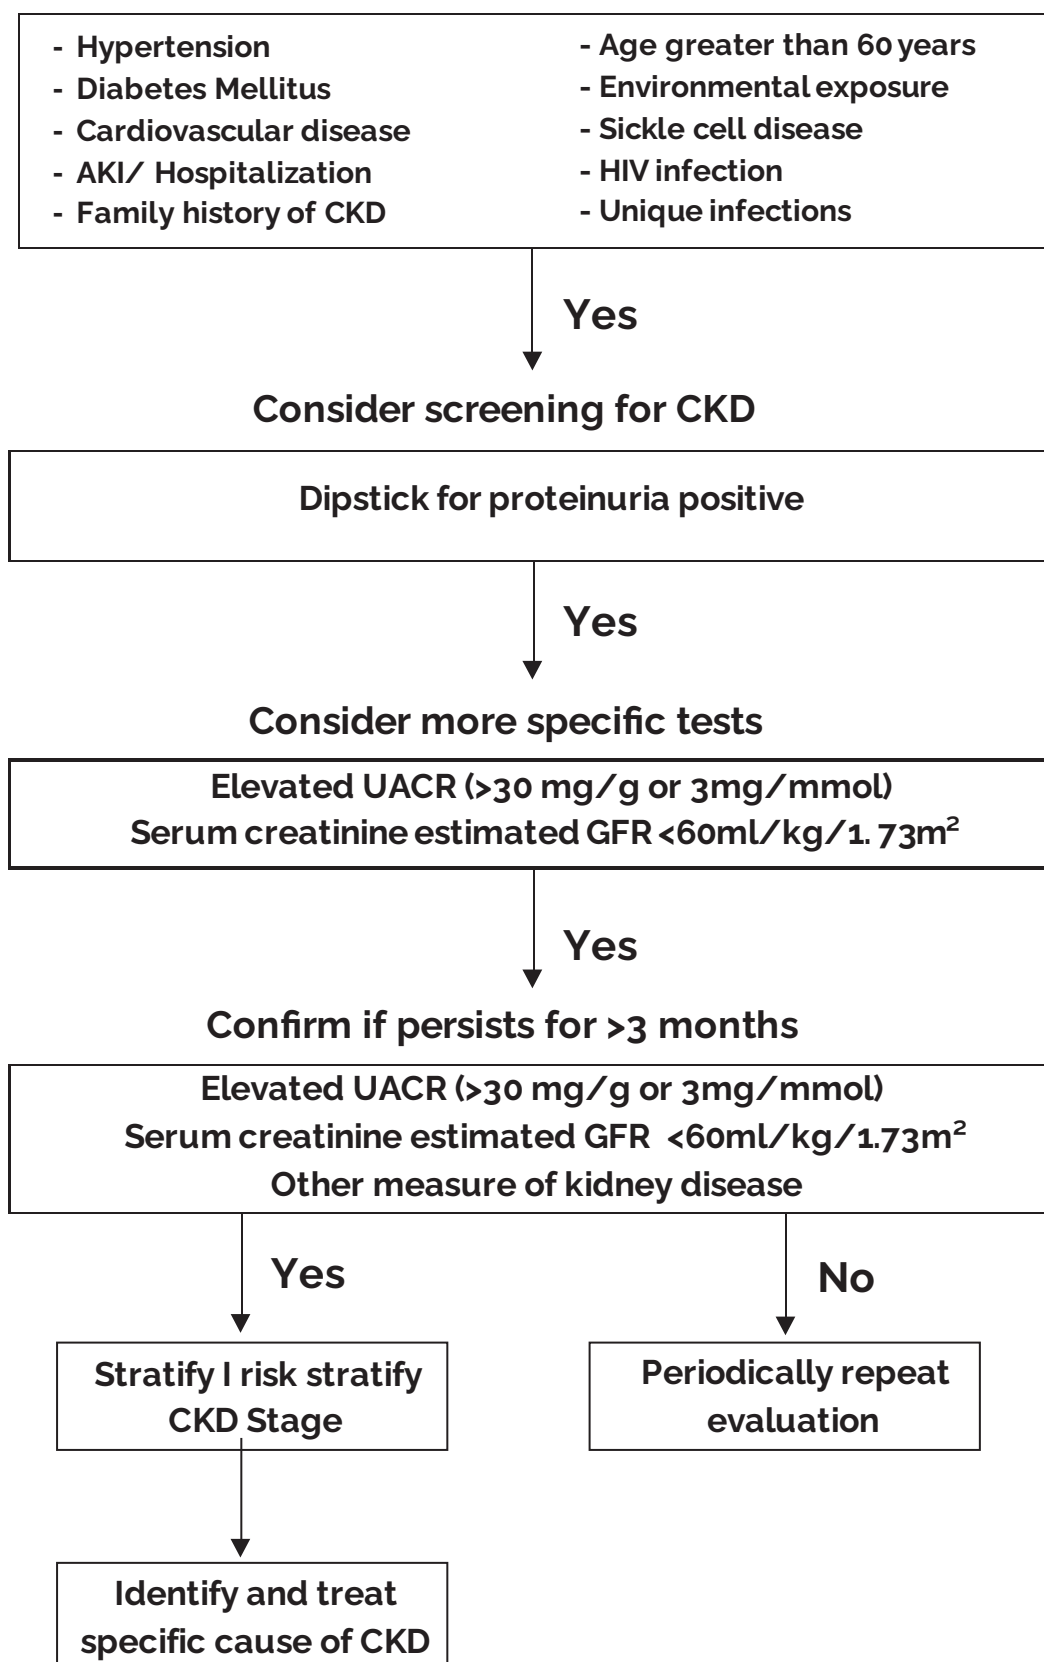 - Hypertension
- Diabetes Mellitus
- Cardiovascular disease
- AKI/ Hospitalization
- Family history of CKD
- Age greater than 60 years
- Environmental exposure
- Sickle cell disease
- HIV infection
- Unique infections
Yes
Consider screening for CKD
Dipstick for proteinuria positive
Yes
Consider more specific tests
Elevated UACR (>30 mg/g or 3mg/mmol)
Serum creatinine estimated GFR <60ml/kg/1. 73m²
Yes
Confirm if persists for >3 months
Elevated UACR (>30 mg/g or 3mg/mmol)
Serum creatinine estimated GFR <60ml/kg/1.73m²
Other measure of kidney disease
Yes
No
Stratify I risk stratify
CKD Stage
Periodically repeat
evaluation
Identify and treat
specific cause of CKD